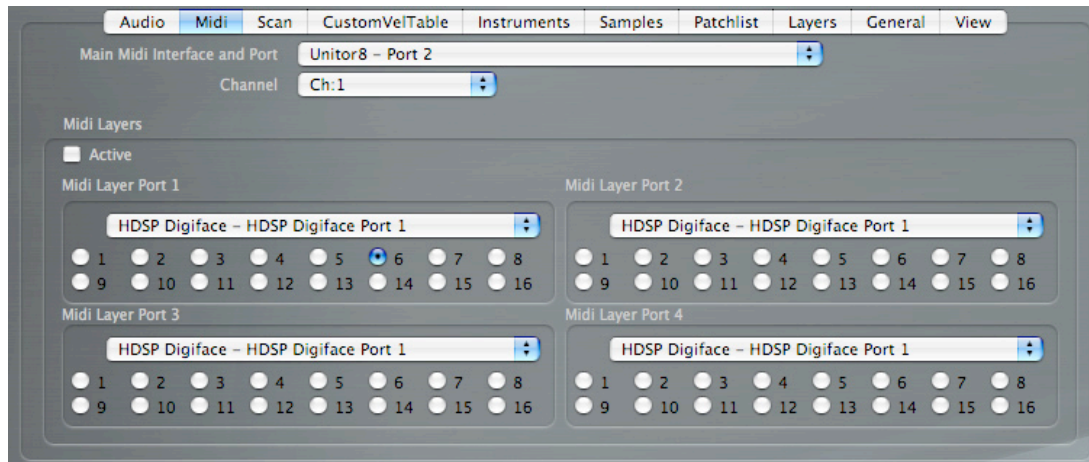 Audio Midi Scan CustomVelTable Instruments Samples Patchlist Layers General View
Main Midi Interface and Port Unitor8 – Port 2
Channel Ch:1
Midi Layers
Active
Midi Layer Port 1
HDSP Digiface – HDSP Digiface Port 1
1 2 3 4 5 6 7 8
9 10 11 12 13 14 15 16
Midi Layer Port 2
HDSP Digiface – HDSP Digiface Port 1
1 2 3 4 5 6 7 8
9 10 11 12 13 14 15 16
Midi Layer Port 3
HDSP Digiface – HDSP Digiface Port 1
1 2 3 4 5 6 7 8
9 10 11 12 13 14 15 16
Midi Layer Port 4
HDSP Digiface – HDSP Digiface Port 1
1 2 3 4 5 6 7 8
9 10 11 12 13 14 15 16